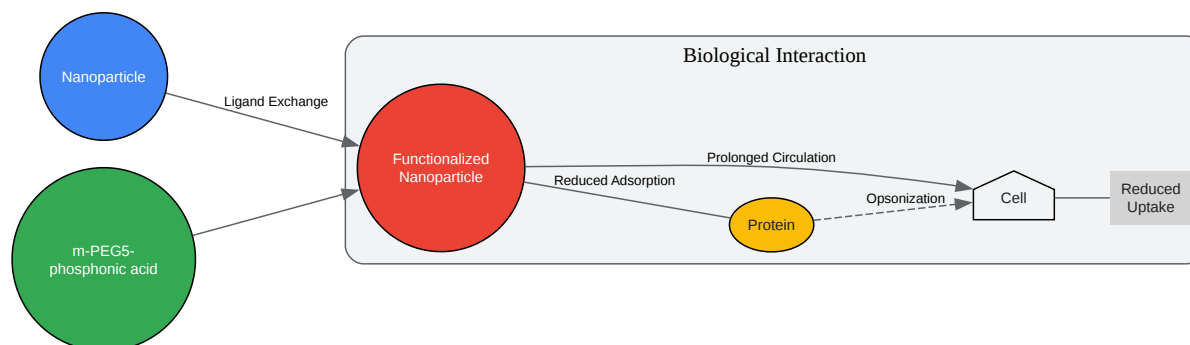 Biological Interaction
Nanoparticle
Ligand Exchange
Functionalized
Nanoparticle
Prolonged Circulation
Reduced Adsorption
Opsonization
Protein
Cell
Reduced
Uptake
m-PEG5-
phosphonic acid